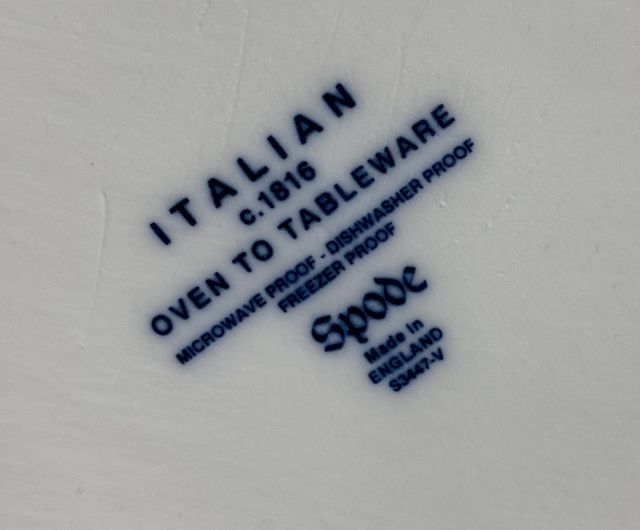 ITALIAN
c.1816
OVEN TO TABLEWARE
MICROWAVE PROOF - DISHWASHER PROOF
FREEZER PROOF
Spode
Made in
ENGLAND
S3447-V